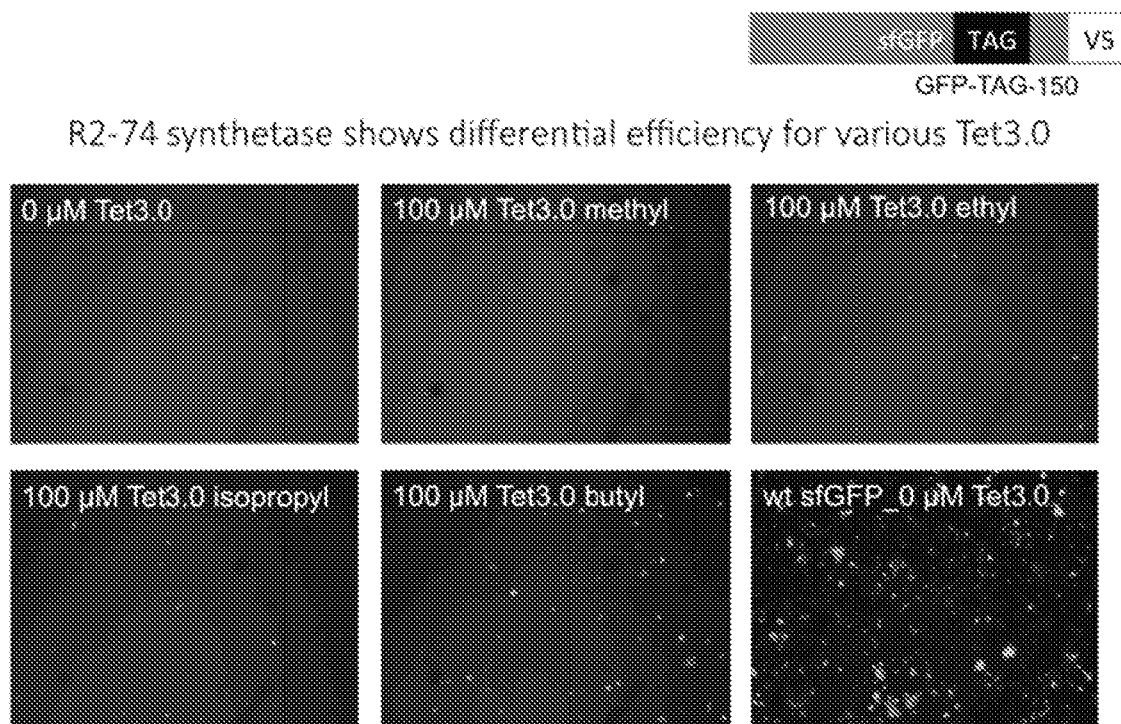 sfGFP TAG VS
GFP-TAG-150
R2-74 synthetase shows differential efficiency for various Tet3.0
0 µM Tet3.0
100 µM Tet3.0 methyl
100 µM Tet3.0 ethyl
100 µM Tet3.0 isopropyl
100 µM Tet3.0 butyl
wt sfGFP_0 µM Tet3.0